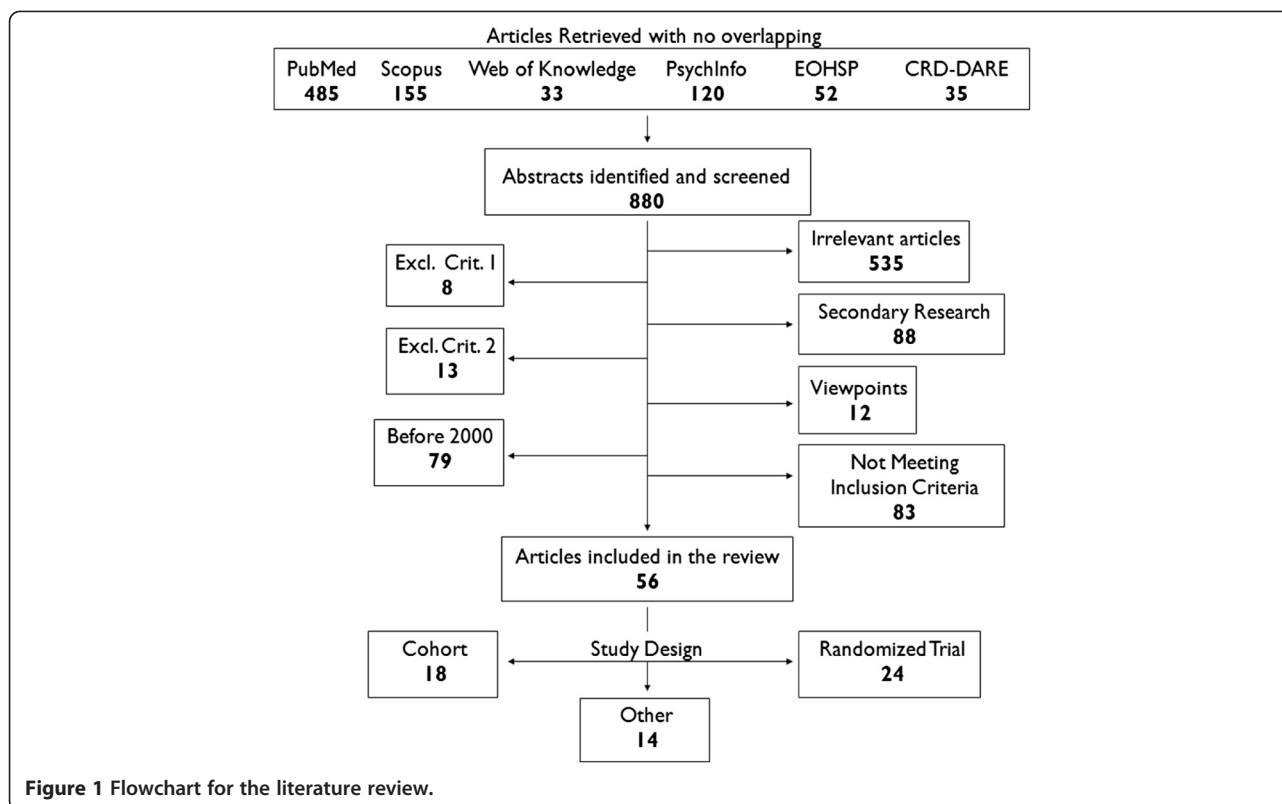 Articles Retrieved with no overlapping
PubMed Scopus Web of Knowledge PsychInfo EOHSP CRD-DARE
485 155 33 120 52 35
Abstracts identified and screened
880
Irrelevant articles
535
Excl. Crit. 1
8
Secondary Research
88
Excl. Crit. 2
13
Viewpoints
12
Before 2000
79
Not Meeting
Inclusion Criteria
83
Articles included in the review
56
Cohort
18
Study Design
Randomized Trial
24
Other
14
Figure 1 Flowchart for the literature review.